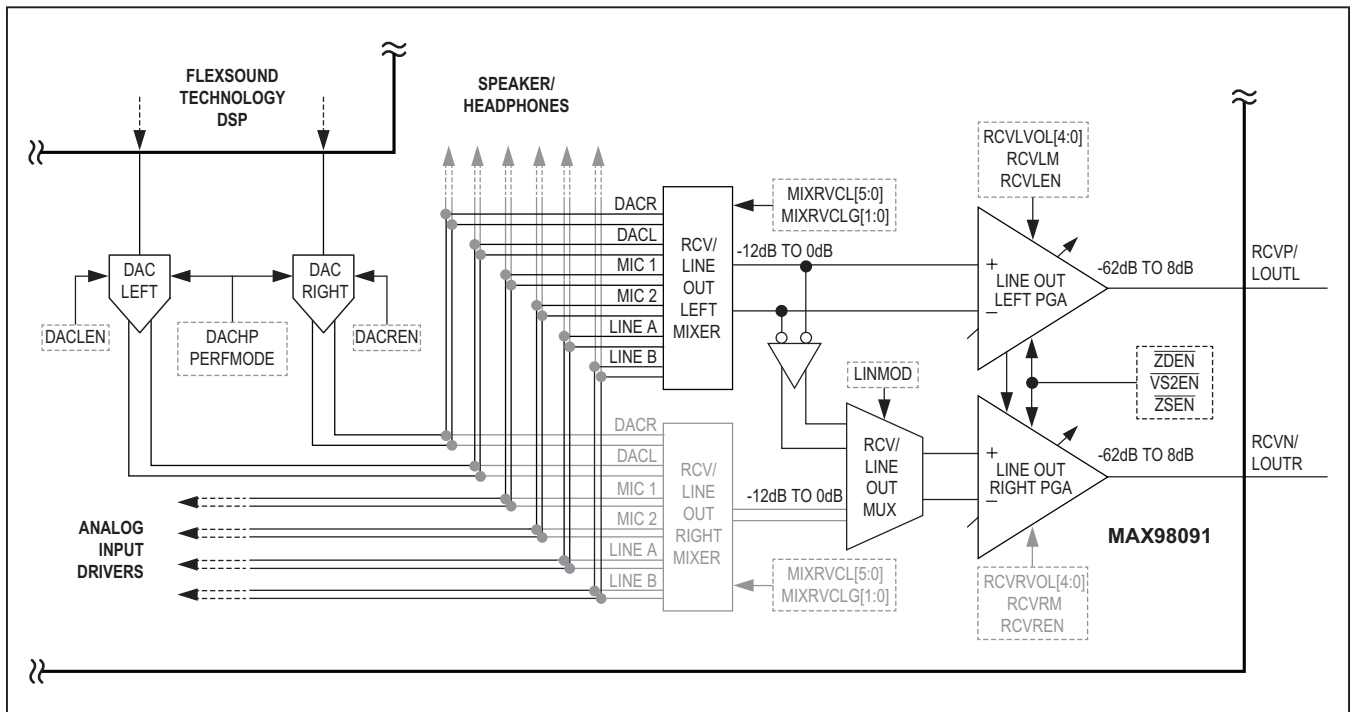 FLEXSOUND
TECHNOLOGY
DSP
SPEAKER/
HEADPHONES
DAC
LEFT
DAC
RIGHT
DACLEN
DACHP
PERFMODE
DACREN
ANALOG
INPUT
DRIVERS
DACR
DACL
MIC 1
MIC 2
LINE A
LINE B
RCV/
LINE
OUT
LEFT
MIXER
MIXRVCL[5:0]
MIXRVCLG[1:0]
-12dB TO 0dB
DACR
DACL
MIC 1
MIC 2
LINE A
LINE B
RCV/
LINE
OUT
RIGHT
MIXER
-12dB TO 0dB
MIXRVCL[5:0]
MIXRVCLG[1:0]
LINMOD
RCV/
LINE
OUT
MUX
RCVLVOL[4:0]
RCVLM
RCVLEN
+
LINE OUT
LEFT PGA
–
-62dB TO 8dB
RCVP/
LOUTL
ZDEN
VS2EN
ZSEN
+
LINE OUT
RIGHT PGA
–
-62dB TO 8dB
RCVN/
LOUTR
MAX98091
RCVRVOL[4:0]
RCVRM
RCVREN